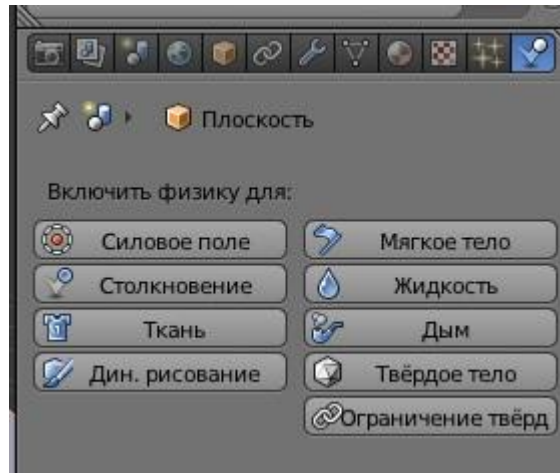 Плоскость
Включить физику для:
Силовое поле
Мягкое тело
Столкновение
Жидкость
Ткань
Дым
Дин. рисование
Твёрдое тело
Ограничение твёрд